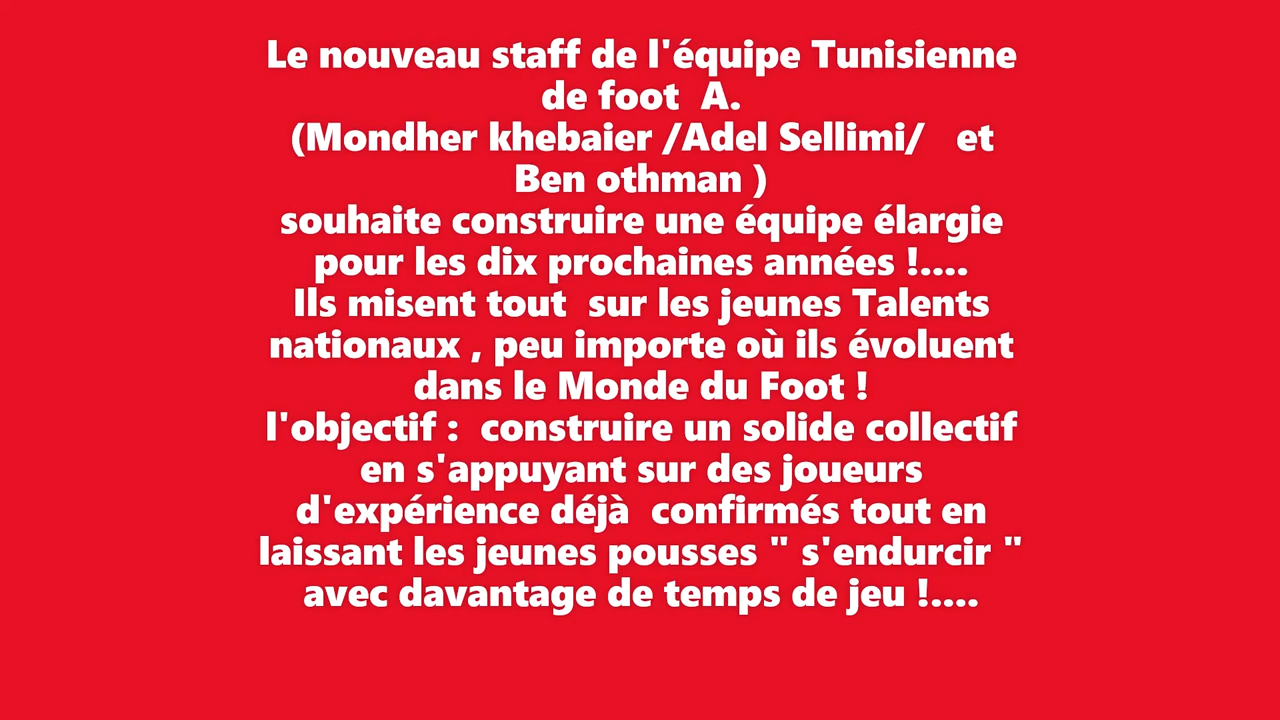 Le nouveau staff de l'équipe Tunisienne
de foot  A.
(Mondher khebaier /Adel Sellimi/   et
Ben othman )
souhaite construire une équipe élargie
pour les dix prochaines années !....
Ils misent tout  sur les jeunes Talents
nationaux , peu importe où ils évoluent
dans le Monde du Foot !
l'objectif :  construire un solide collectif
en s'appuyant sur des joueurs
d'expérience déjà  confirmés tout en
laissant les jeunes pousses " s'endurcir "
avec davantage de temps de jeu !....